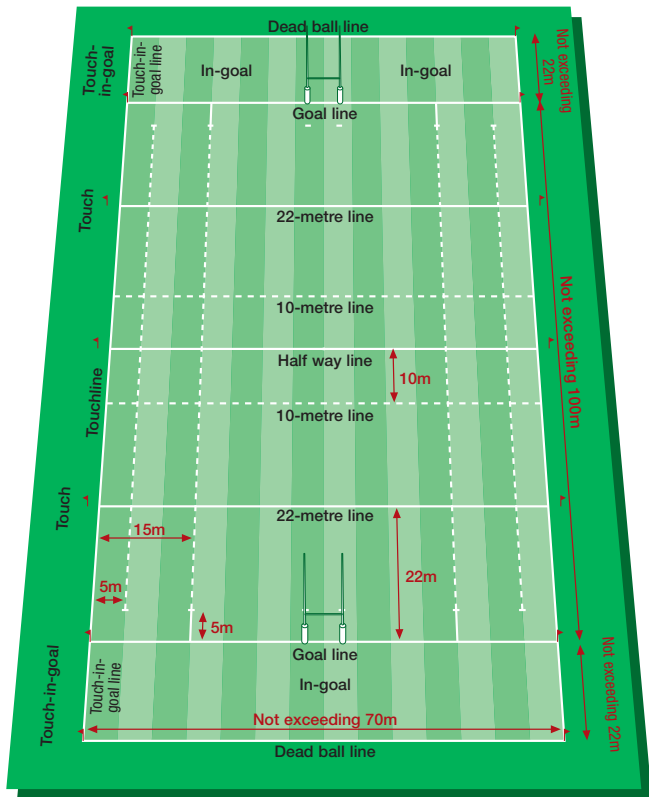 Dead ball line
Touch-
in-goal
Touch-in-
goal line
In-goal
In-goal
Not exceeding
22m
Goal line
Touch
22-metre line
10-metre line
Not exceeding 100m
Half way line
10m
Touchline
10-metre line
Touch
22-metre line
15m
22m
5m
5m
Goal line
Touch-in-goal
Touch-in-
goal line
In-goal
Not exceeding 22m
Not exceeding 70m
Dead ball line